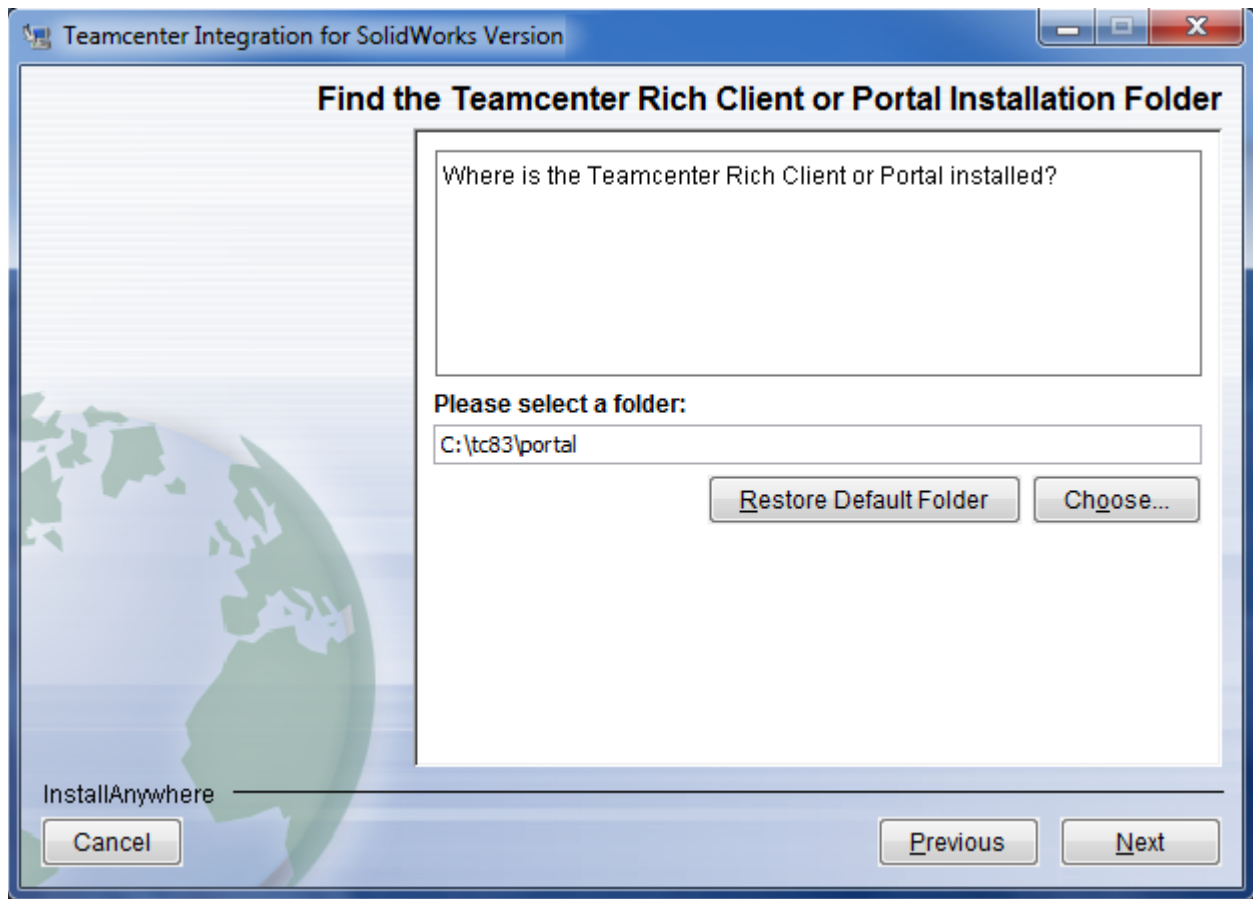 Teamcenter Integration for SolidWorks Version
Find the Teamcenter Rich Client or Portal Installation Folder
Where is the Teamcenter Rich Client or Portal installed?
Please select a folder:
C:\tc83\portal
Restore Default Folder
Choose...
InstallAnywhere
Cancel
Previous
Next